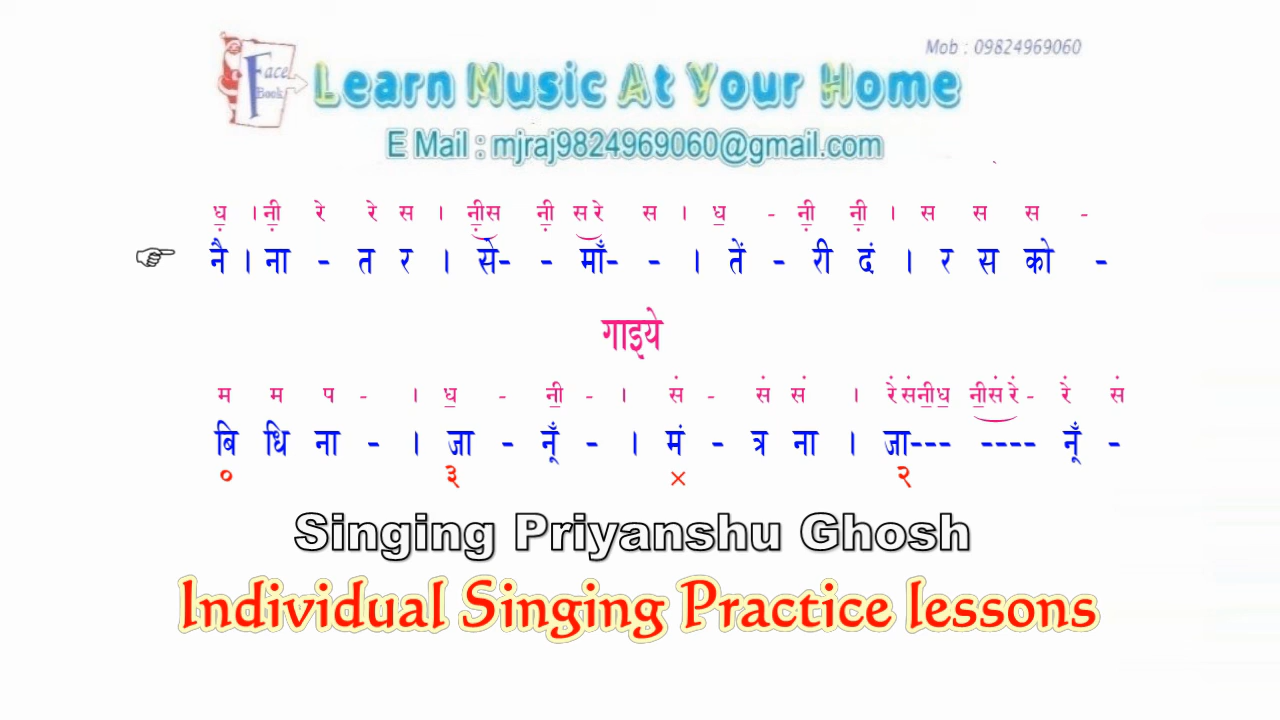 Mob : 09824969060
Face Book
Learn Music At Your Home
E Mail : mjraj9824969060@gmail.com
ध़॒ । ऩी॒ रे रे स । ऩी॒स ऩी॒ सरे स । ध़॒ - ऩी॒ ऩी॒ । स स स -
नै । ना - त र । से- - माँ- - । तें - री दं । र स को -
गाइये
म म प - । ध॒ - नी॒ - । सं - सं सं । रेंसंनी॒ध॒ नी॒संरें- रें सं
बि धि ना - । जा - नूँ - । मं - त्र ना । जा--- ---- नूँ -
० ३ × २
Singing Priyanshu Ghosh
Individual Singing Practice lessons